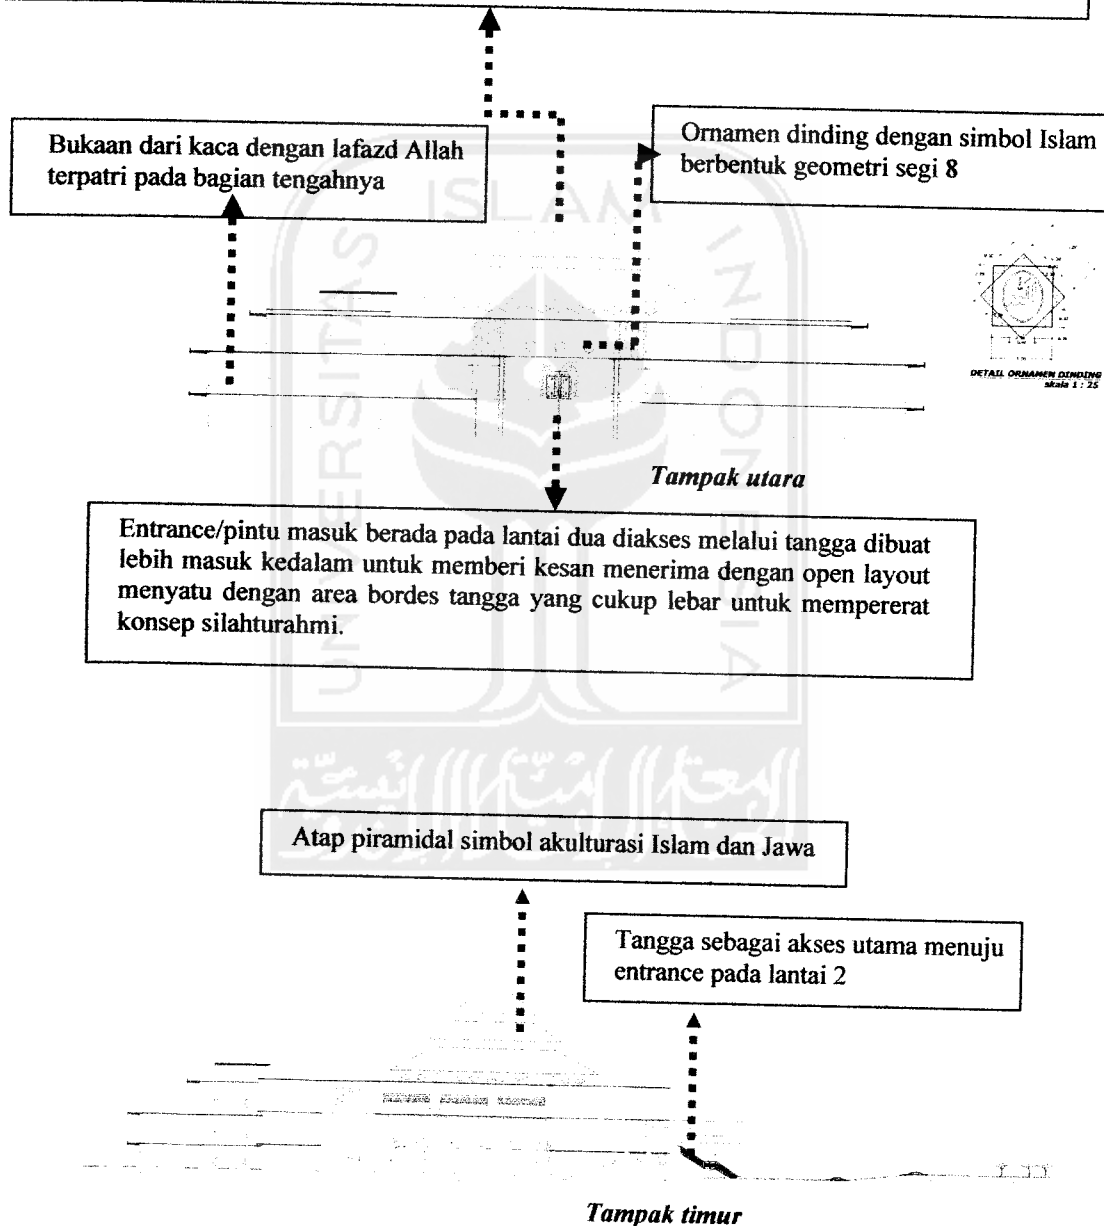 Bukaan dari kaca dengan lafazd Allah
terpatri pada bagian tengahnya
Ornamen dinding dengan simbol Islam
berbentuk geometri segi 8
DETAIL ORNAMEN DINDING
skala 1 : 25
Tampak utara
Entrance/pintu masuk berada pada lantai dua diakses melalui tangga dibuat
lebih masuk kedalam untuk memberi kesan menerima dengan open layout
menyatu dengan area bordes tangga yang cukup lebar untuk mempererat
konsep silahturahmi.
UNIVERSITAS
ISLAM
INDONESIA
Atap piramidal simbol akulturasi Islam dan Jawa
Tangga sebagai akses utama menuju
entrance pada lantai 2
Tampak timur